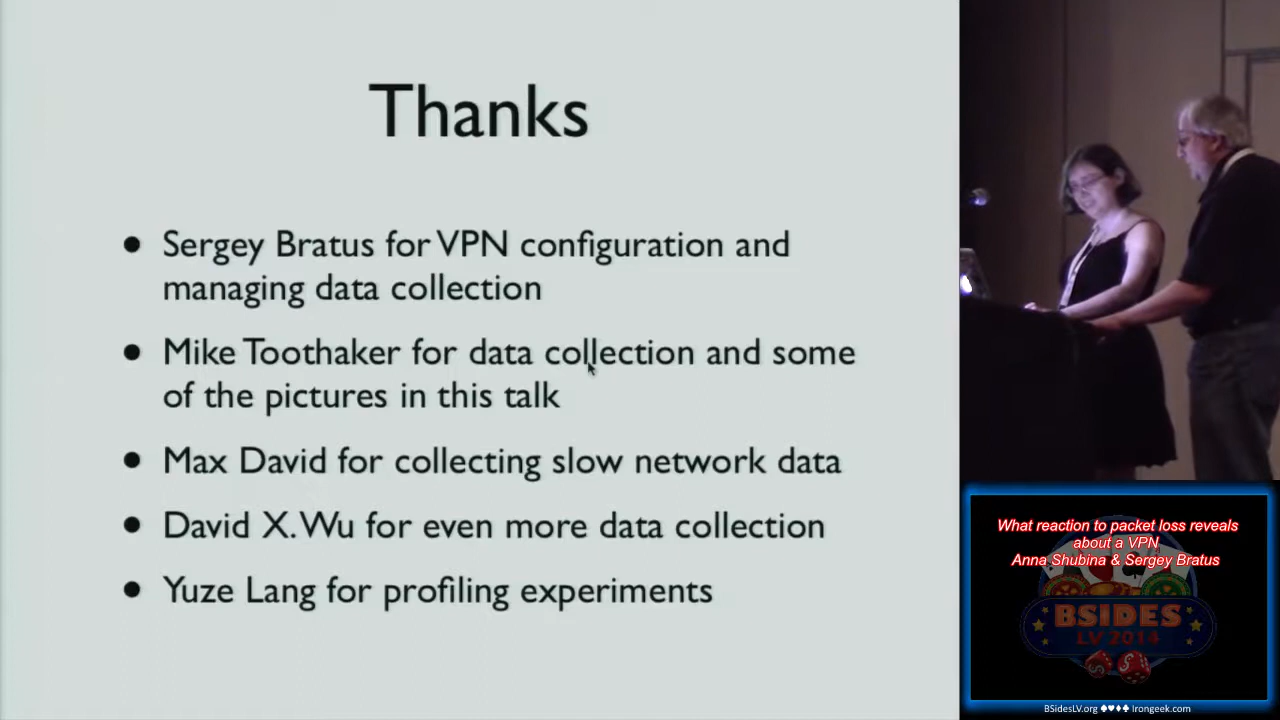 Thanks
• Sergey Bratus for VPN configuration and
managing data collection
• Mike Toothaker for data collection and some
of the pictures in this talk
• Max David for collecting slow network data
• David X. Wu for even more data collection
• Yuze Lang for profiling experiments
What reaction to packet loss reveals
about a VPN
Anna Shubina & Sergey Bratus
BSIDES
LV 2014
BSidesLV.org ♠♥♦♣ Irongeek.com